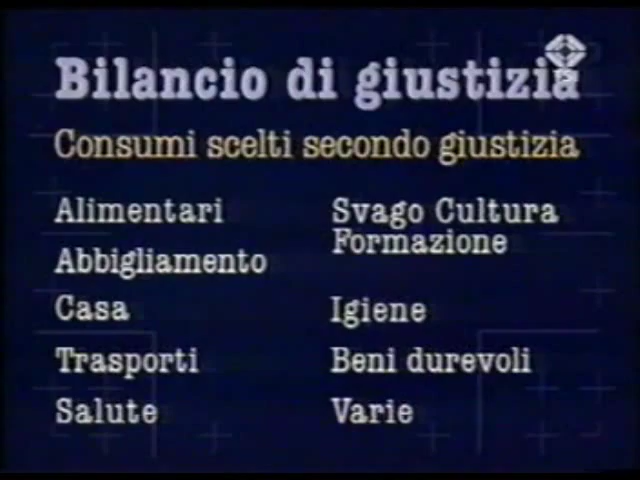 Bilancio di giustizia
Consumi scelti secondo giustizia
Alimentari
Abbigliamento
Casa
Trasporti
Salute
Svago Cultura
Formazione
Igiene
Beni durevoli
Varie